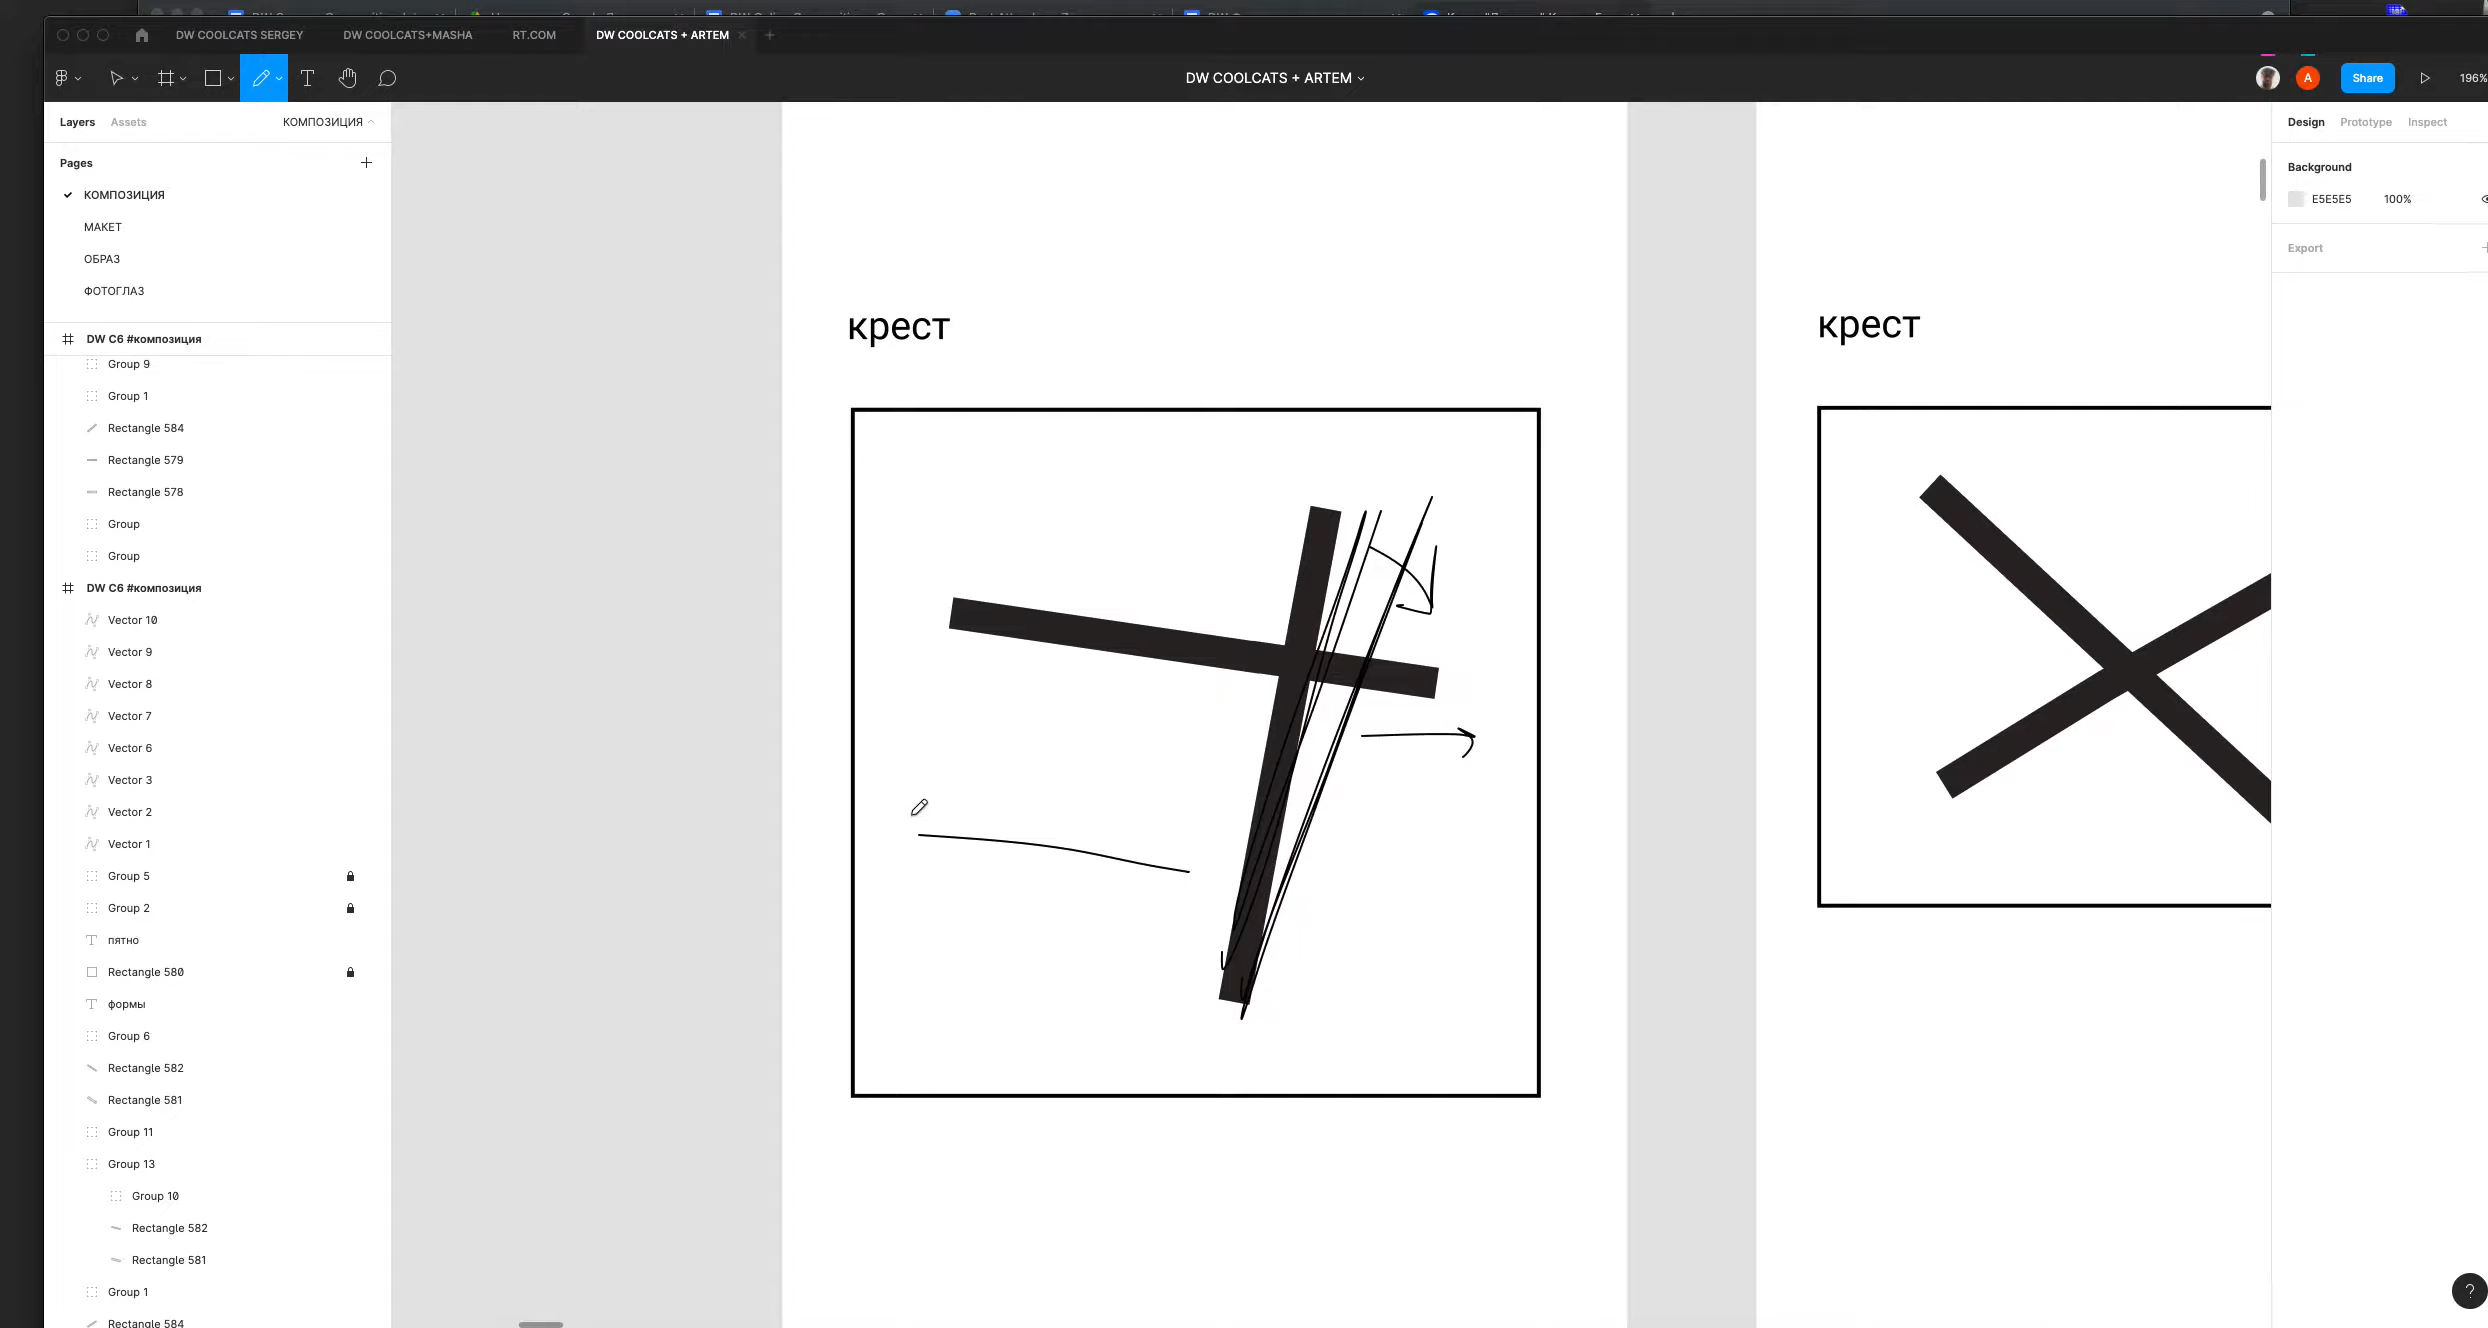 DW COOLCATS SERGEY
DW COOLCATS+MASHA
RT.COM
DW COOLCATS + ARTEM
DW COOLCATS + ARTEM
A
Share
196%
Layers
Assets
КОМПОЗИЦИЯ
Pages
КОМПОЗИЦИЯ
МАКЕТ
ОБРАЗ
ФОТОГЛАЗ
DW C6 #композиция
Group 9
Group 1
Rectangle 584
Rectangle 579
Rectangle 578
Group
Group
DW C6 #композиция
Vector 10
Vector 9
Vector 8
Vector 7
Vector 6
Vector 3
Vector 2
Vector 1
Group 5
Group 2
пятно
Rectangle 580
формы
Group 6
Rectangle 582
Rectangle 581
Group 11
Group 13
Group 10
Rectangle 582
Rectangle 581
Group 1
Rectangle 584
крест
крест
Design
Prototype
Inspect
Background
E5E5E5
100%
Export
?